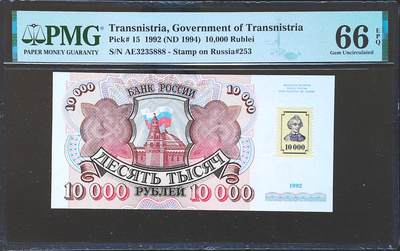 PMG
PAPER MONEY GUARANTY
Transnistria, Government of Transnistria
Pick# 15 1992 (ND 1994) 10,000 Rublei
S/N AE3235888 - Stamp on Russia#253
66 EPQ
Gem Uncirculated
10 000
БАНК РОССИИ
10 000
10 000
ДЕСЯТЬ ТЫСЯЧ
10 000 РУБЛЕЙ 10 000
1992